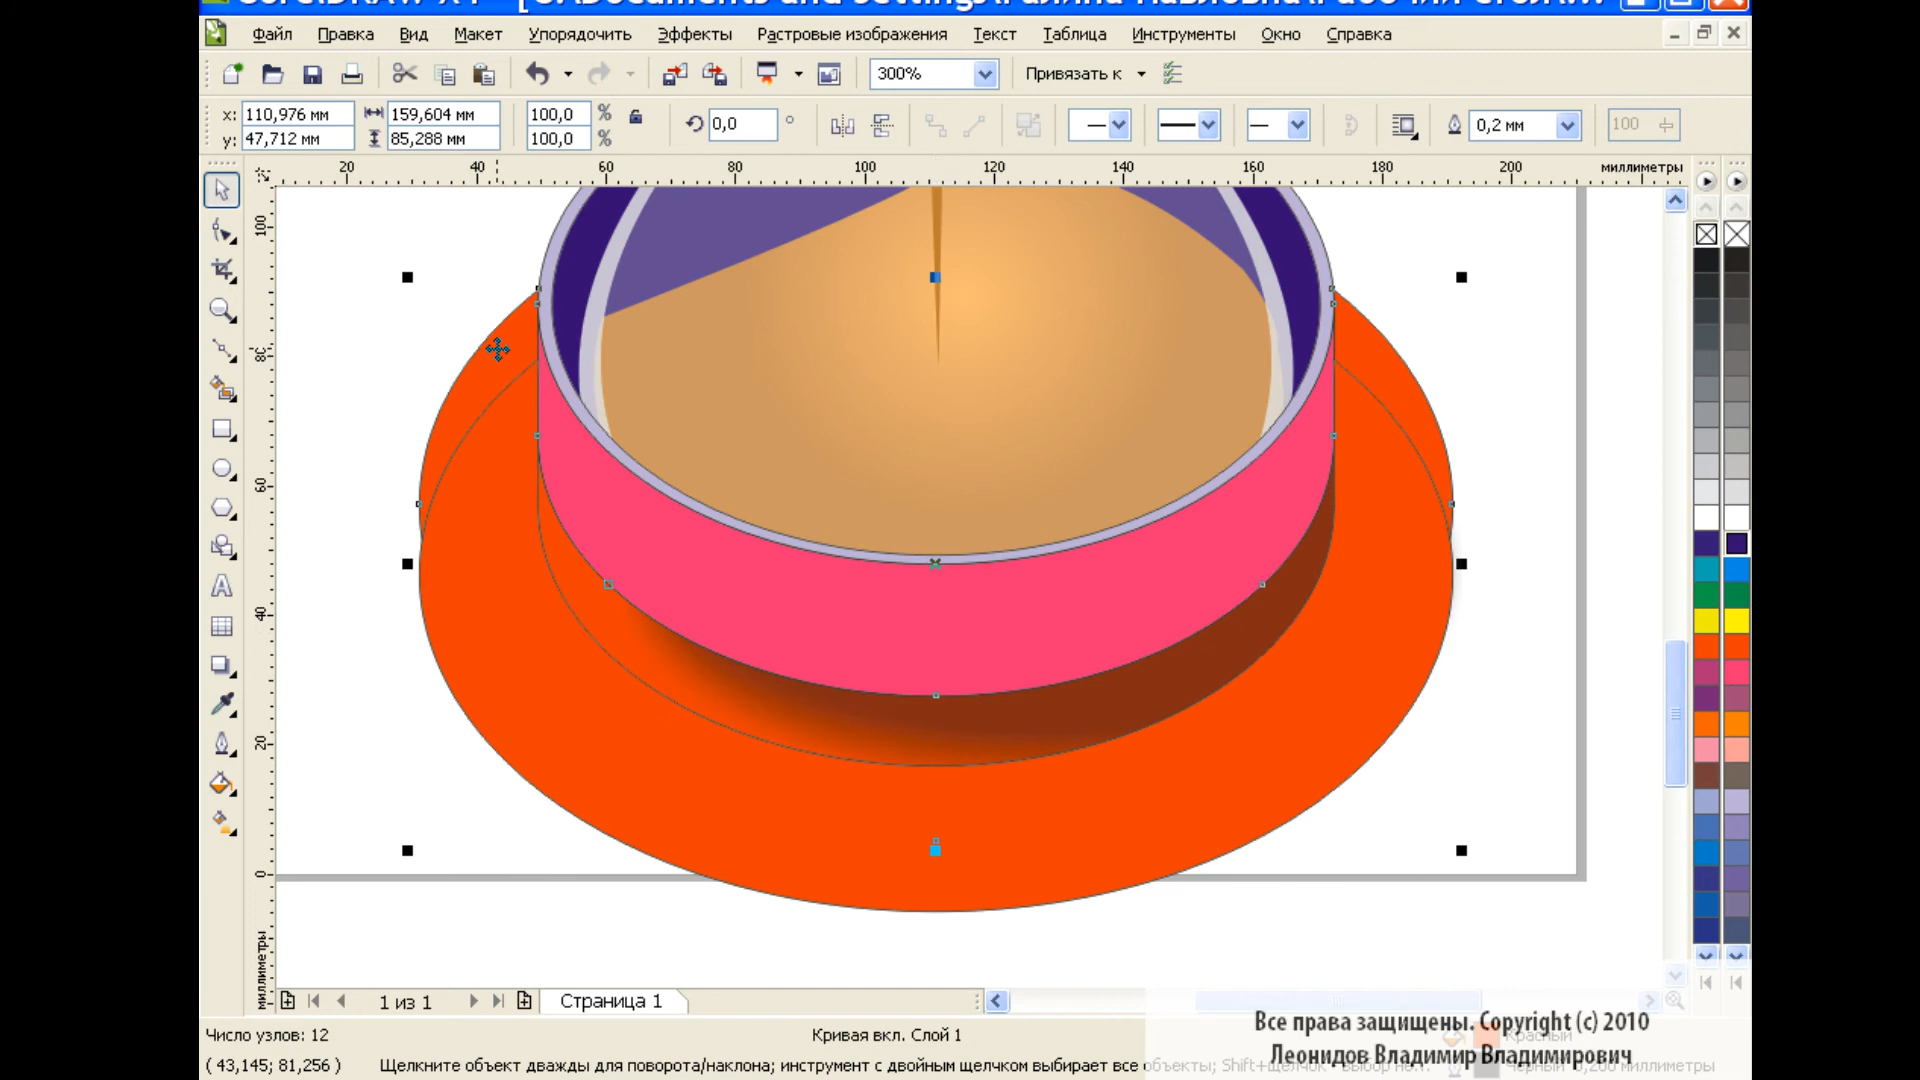 Файл Правка Вид Макет Упорядочить Эффекты Растровые изображения Текст Таблица Инструменты Окно Справка
300% Привязать к
x: 110,976 мм 159,604 мм 100,0 % 0,0 ° 0,2 мм 100
y: 47,712 мм 85,288 мм 100,0 %
20 40 60 80 100 120 140 160 180 200 миллиметры
100
80
60
40
20
0
миллиметры
1 из 1 Страница 1
Число узлов: 12 Кривая вкл. Слой 1
( 43,145; 81,256 ) Щелкните объект дважды для поворота/наклона; инструмент с двойным щелчком выбирает все объекты;
Все права защищены. Copyright (c) 2010
Леонидов Владимир Владимирович